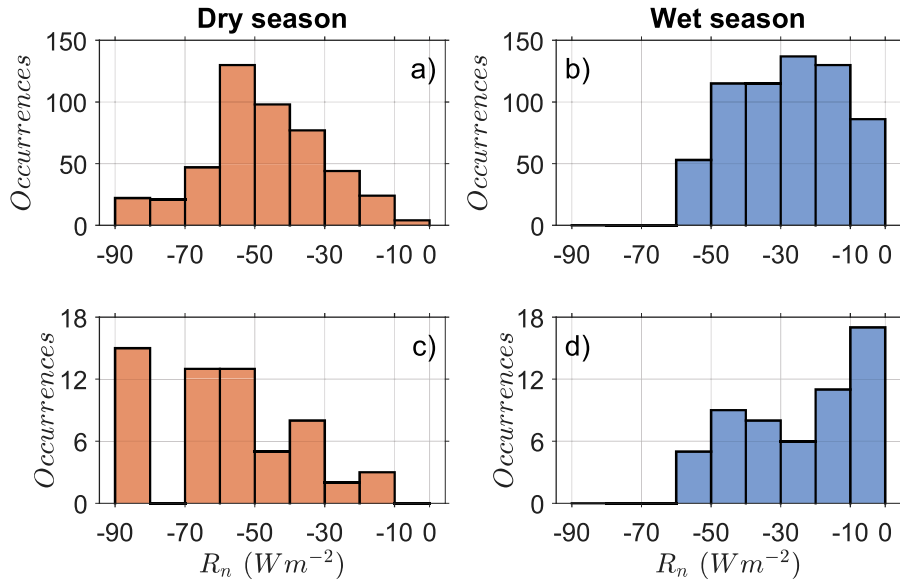 Dry season
Wet season
Occurrences
150
100
50
0
a)
-90 -70 -50 -30 -10 0
Occurrences
150
100
50
0
b)
-90 -70 -50 -30 -10 0
Occurrences
18
12
6
0
c)
-90 -70 -50 -30 -10 0
R_n (Wm^{-2})
Occurrences
18
12
6
0
d)
-90 -70 -50 -30 -10 0
R_n (Wm^{-2})